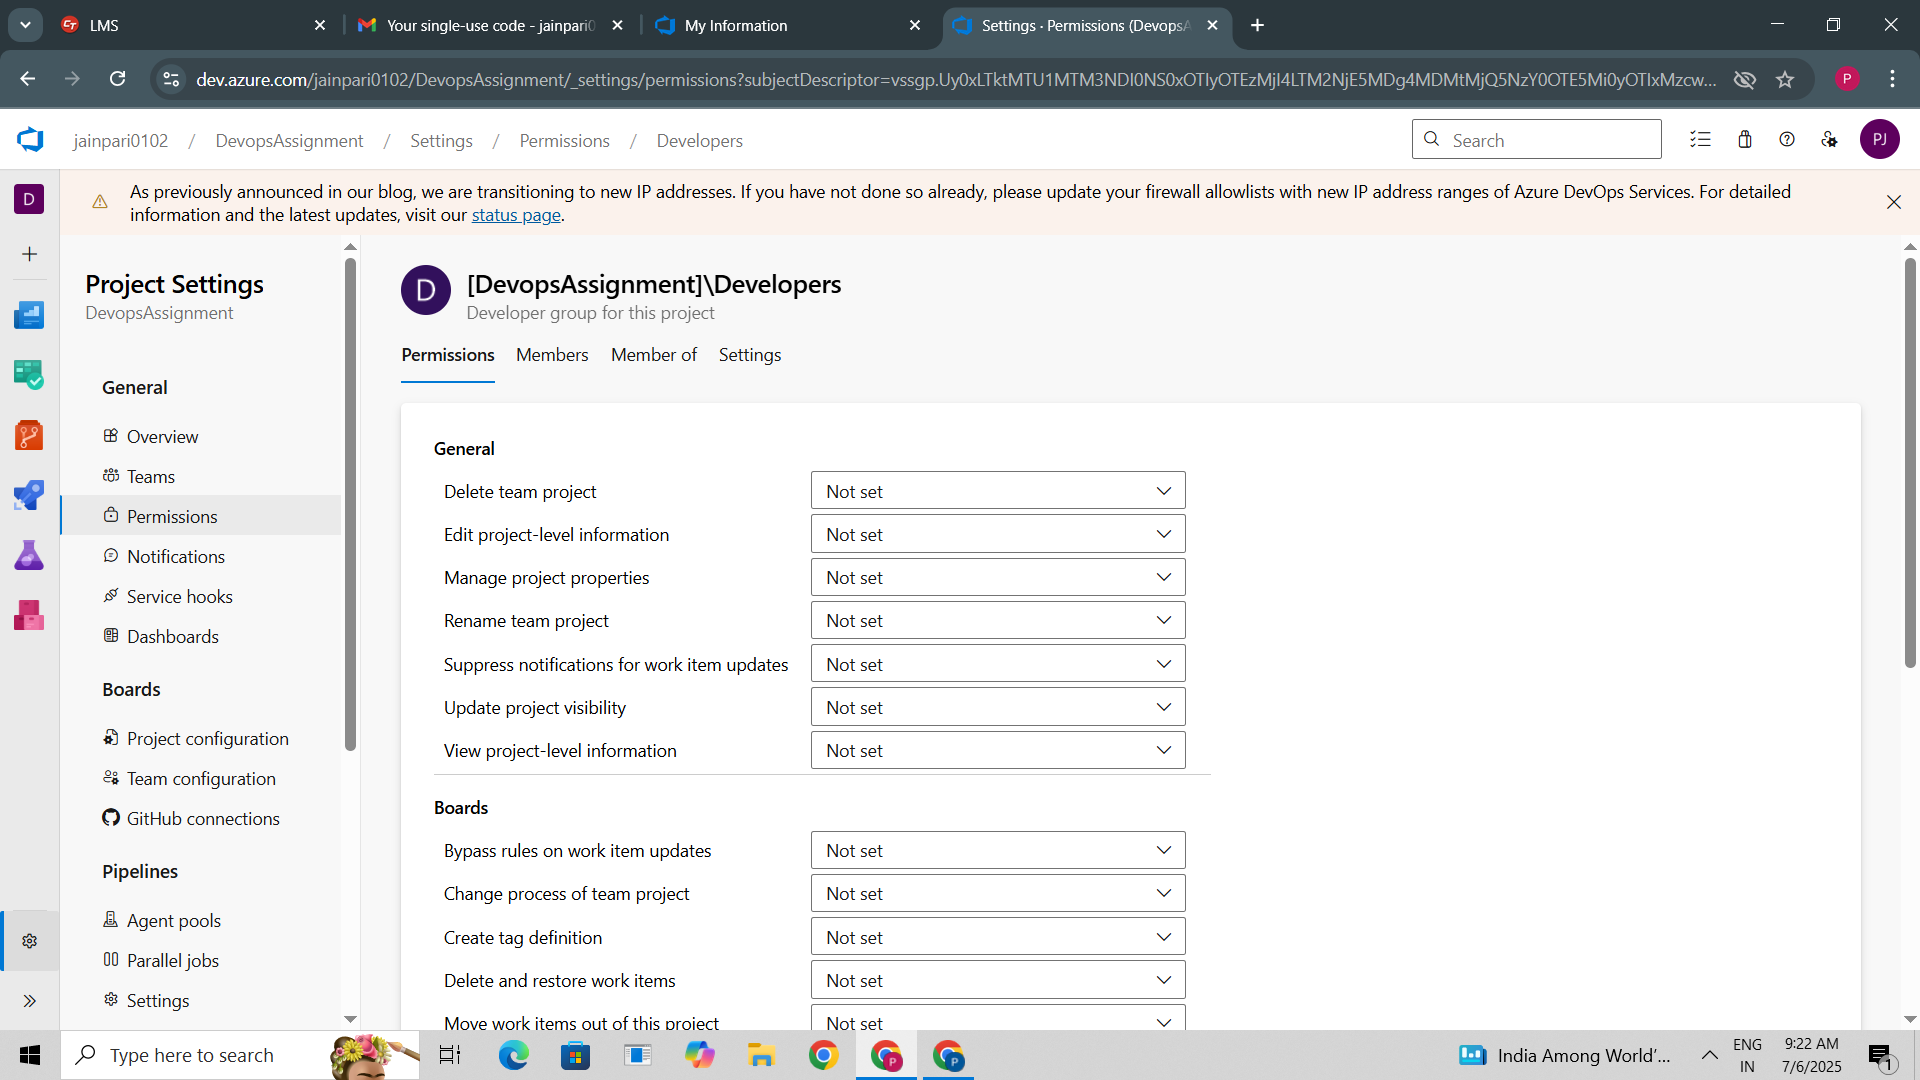 LMS
Your single-use code - jainpari0
My Information
Settings · Permissions (DevopsA
dev.azure.com/jainpari0102/DevopsAssignment/_settings/permissions?subjectDescriptor=vssgp.Uy0xLTktMTU1MTM3NDI0NS0xOTIyOTEzMjI4LTM2NjE5MDg4MDMtMjQ5NzY0OTE5Mi0yOTIxMzcw...
P
jainpari0102 / DevopsAssignment / Settings / Permissions / Developers
Search
PJ
D
As previously announced in our blog, we are transitioning to new IP addresses. If you have not done so already, please update your firewall allowlists with new IP address ranges of Azure DevOps Services. For detailed
information and the latest updates, visit our status page.
Project Settings
DevopsAssignment
General
Overview
Teams
Permissions
Notifications
Service hooks
Dashboards
Boards
Project configuration
Team configuration
GitHub connections
Pipelines
Agent pools
Parallel jobs
Settings
D
[DevopsAssignment]\Developers
Developer group for this project
Permissions Members Member of Settings
General
Delete team project Not set
Edit project-level information Not set
Manage project properties Not set
Rename team project Not set
Suppress notifications for work item updates Not set
Update project visibility Not set
View project-level information Not set
Boards
Bypass rules on work item updates Not set
Change process of team project Not set
Create tag definition Not set
Delete and restore work items Not set
Move work items out of this project Not set
Type here to search
P
P
India Among World'...
ENG
IN
9:22 AM
7/6/2025
1